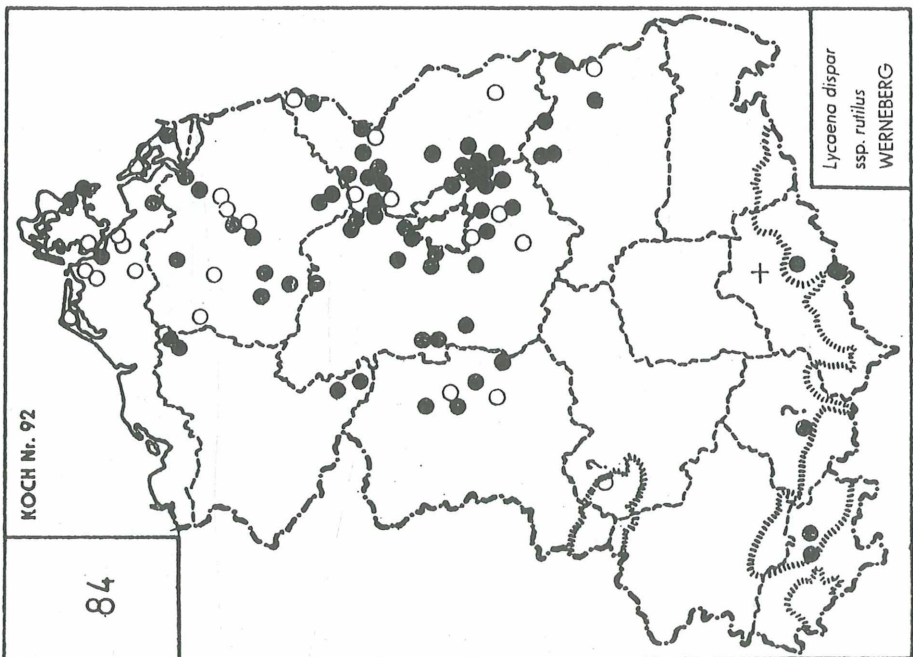 84
KOCH Nr. 92
?
?
Lycaena dispar
ssp. rutilus
WERNEBERG